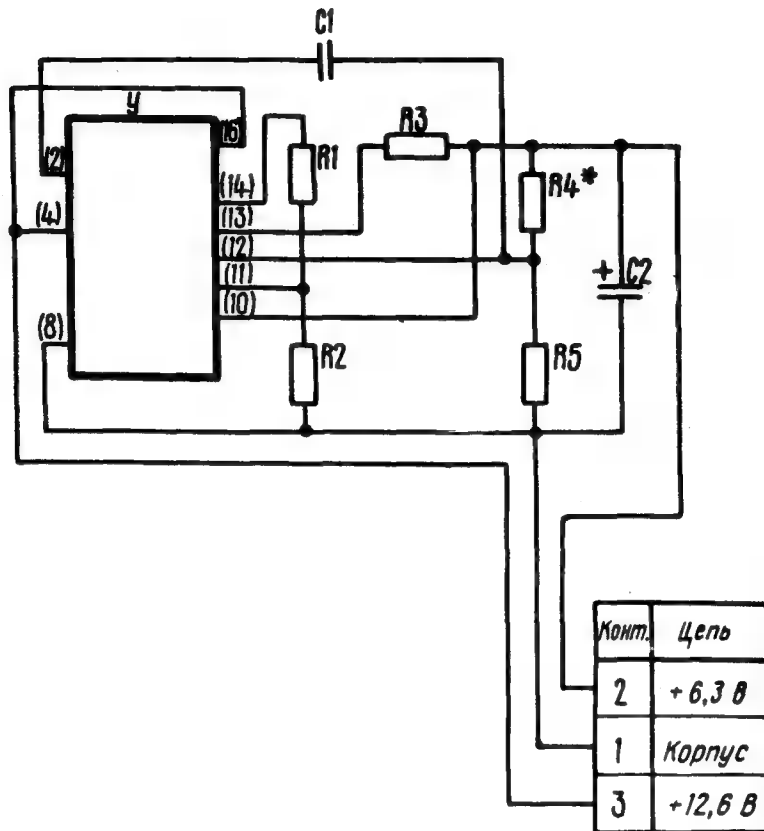 C1
У
(16)
(2)
R3
R1
(14)
R4*
(4)
(13)
(12)
(11)
+ C2
(10)
(8)
R2
R5
Конт. Цепь
2 +6,3 В
1 Корпус
3 +12,6 В